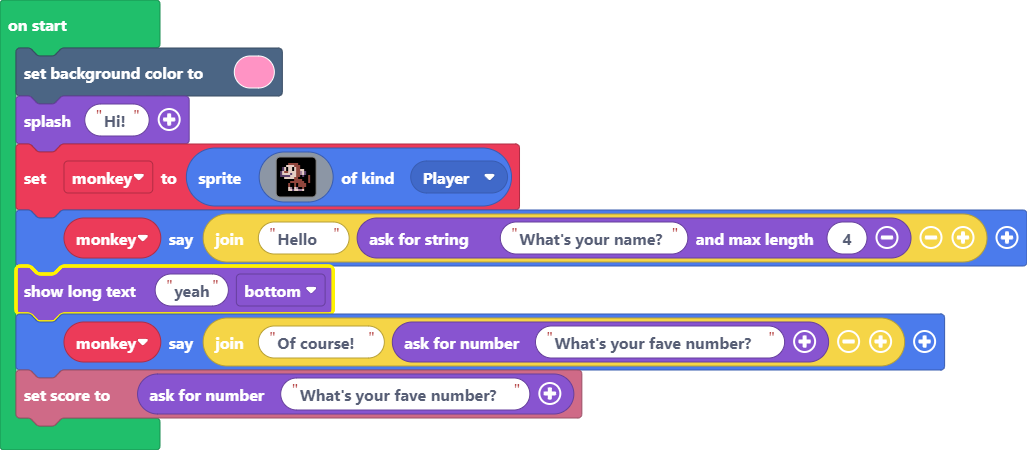 on start
set background color to
splash "Hi! "
set monkey to sprite of kind Player
monkey say join "Hello " ask for string "What's your name? " and max length 4
show long text "yeah" bottom
monkey say join "Of course! " ask for number "What's your fave number? "
set score to ask for number "What's your fave number? "